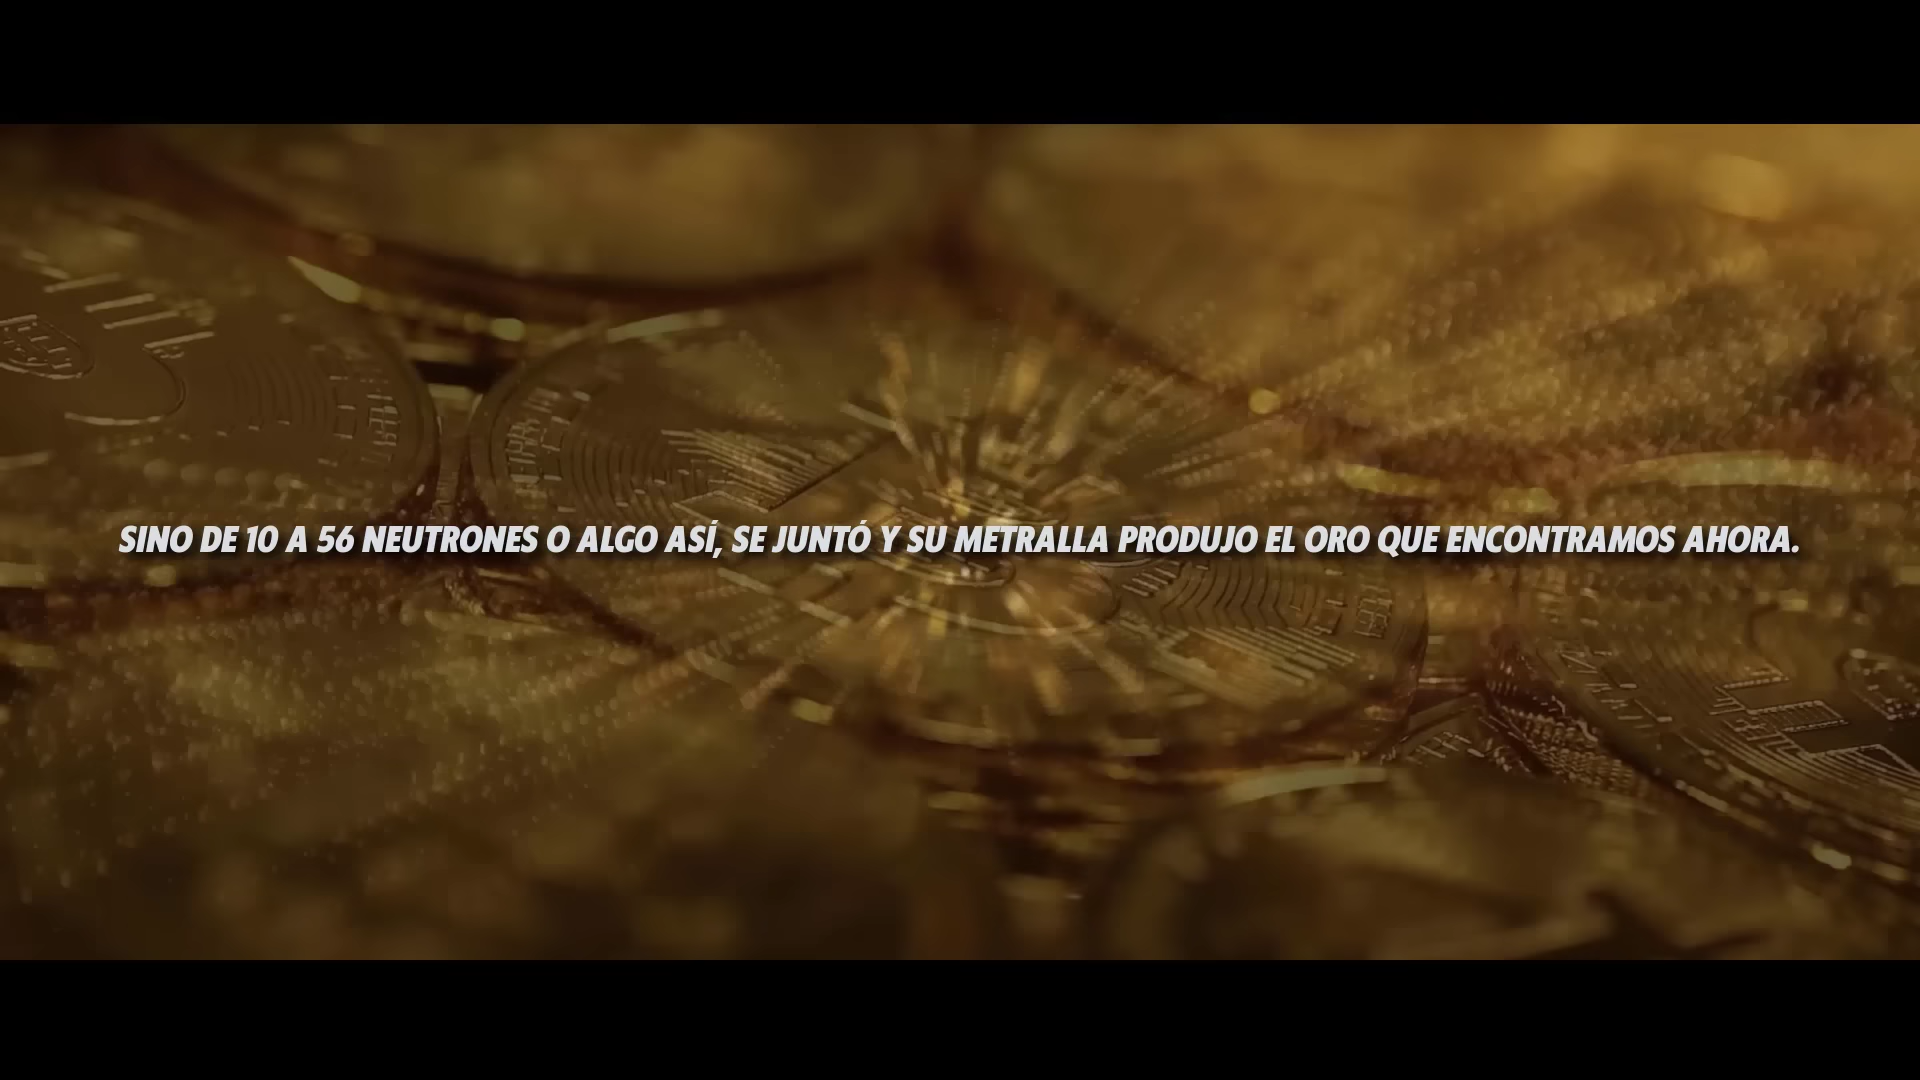 SINO DE 10 A 56 NEUTRONES O ALGO ASÍ, SE JUNTÓ Y SU METRALLA PRODUJO EL ORO QUE ENCONTRAMOS AHORA.